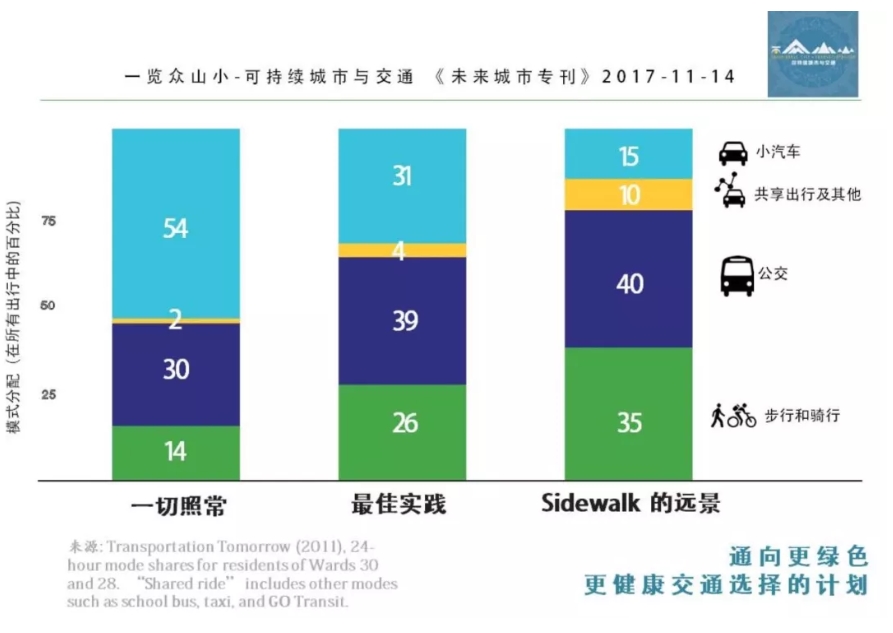 一览众山小-可持续城市与交通 《未来城市专刊》2017-11-14
模式分配（在所有出行中的百分比）
75
50
25
54
2
30
14
31
4
39
26
15
10
40
35
小汽车
共享出行及其他
公交
步行和骑行
一切照常
最佳实践
Sidewalk 的远景
来源: Transportation Tomorrow (2011), 24-
hour mode shares for residents of Wards 30
and 28. “Shared ride” includes other modes
such as school bus, taxi, and GO Transit.
通向更绿色
更健康交通选择的计划